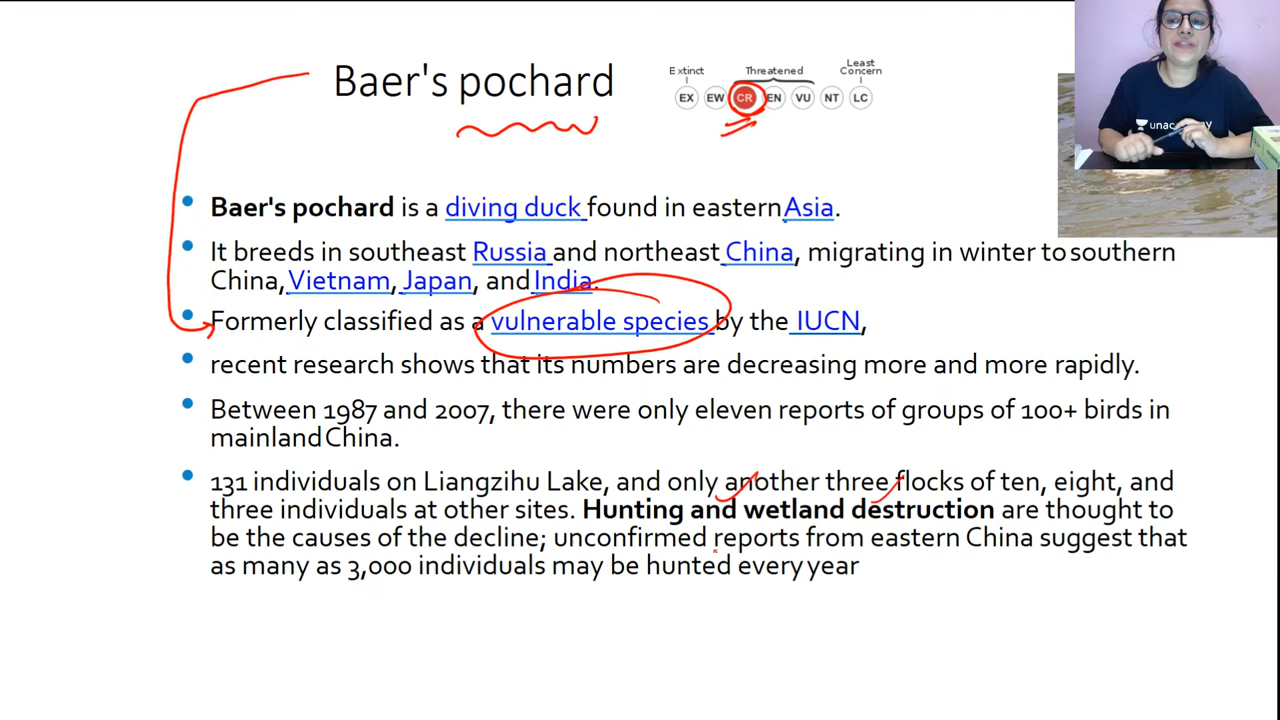 Baer's pochard
Extinct Threatened Least
Concern
EX EW CR EN VU NT LC
unacademy
Baer's pochard is a diving duck found in eastern Asia.
It breeds in southeast Russia and northeast China, migrating in winter to southern
China, Vietnam, Japan, and India.
Formerly classified as a vulnerable species by the IUCN,
recent research shows that its numbers are decreasing more and more rapidly.
Between 1987 and 2007, there were only eleven reports of groups of 100+ birds in
mainland China.
131 individuals on Liangzihu Lake, and only another three flocks of ten, eight, and
three individuals at other sites. Hunting and wetland destruction are thought to
be the causes of the decline; unconfirmed reports from eastern China suggest that
as many as 3,000 individuals may be hunted every year